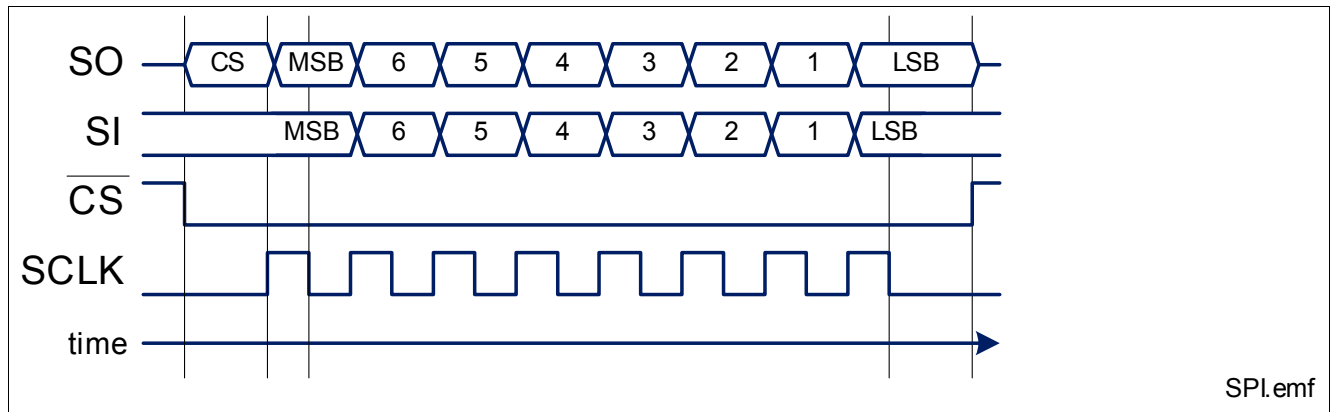 SO CS MSB 6 5 4 3 2 1 LSB
SI MSB 6 5 4 3 2 1 LSB
CS
SCLK
time
SPI.emf